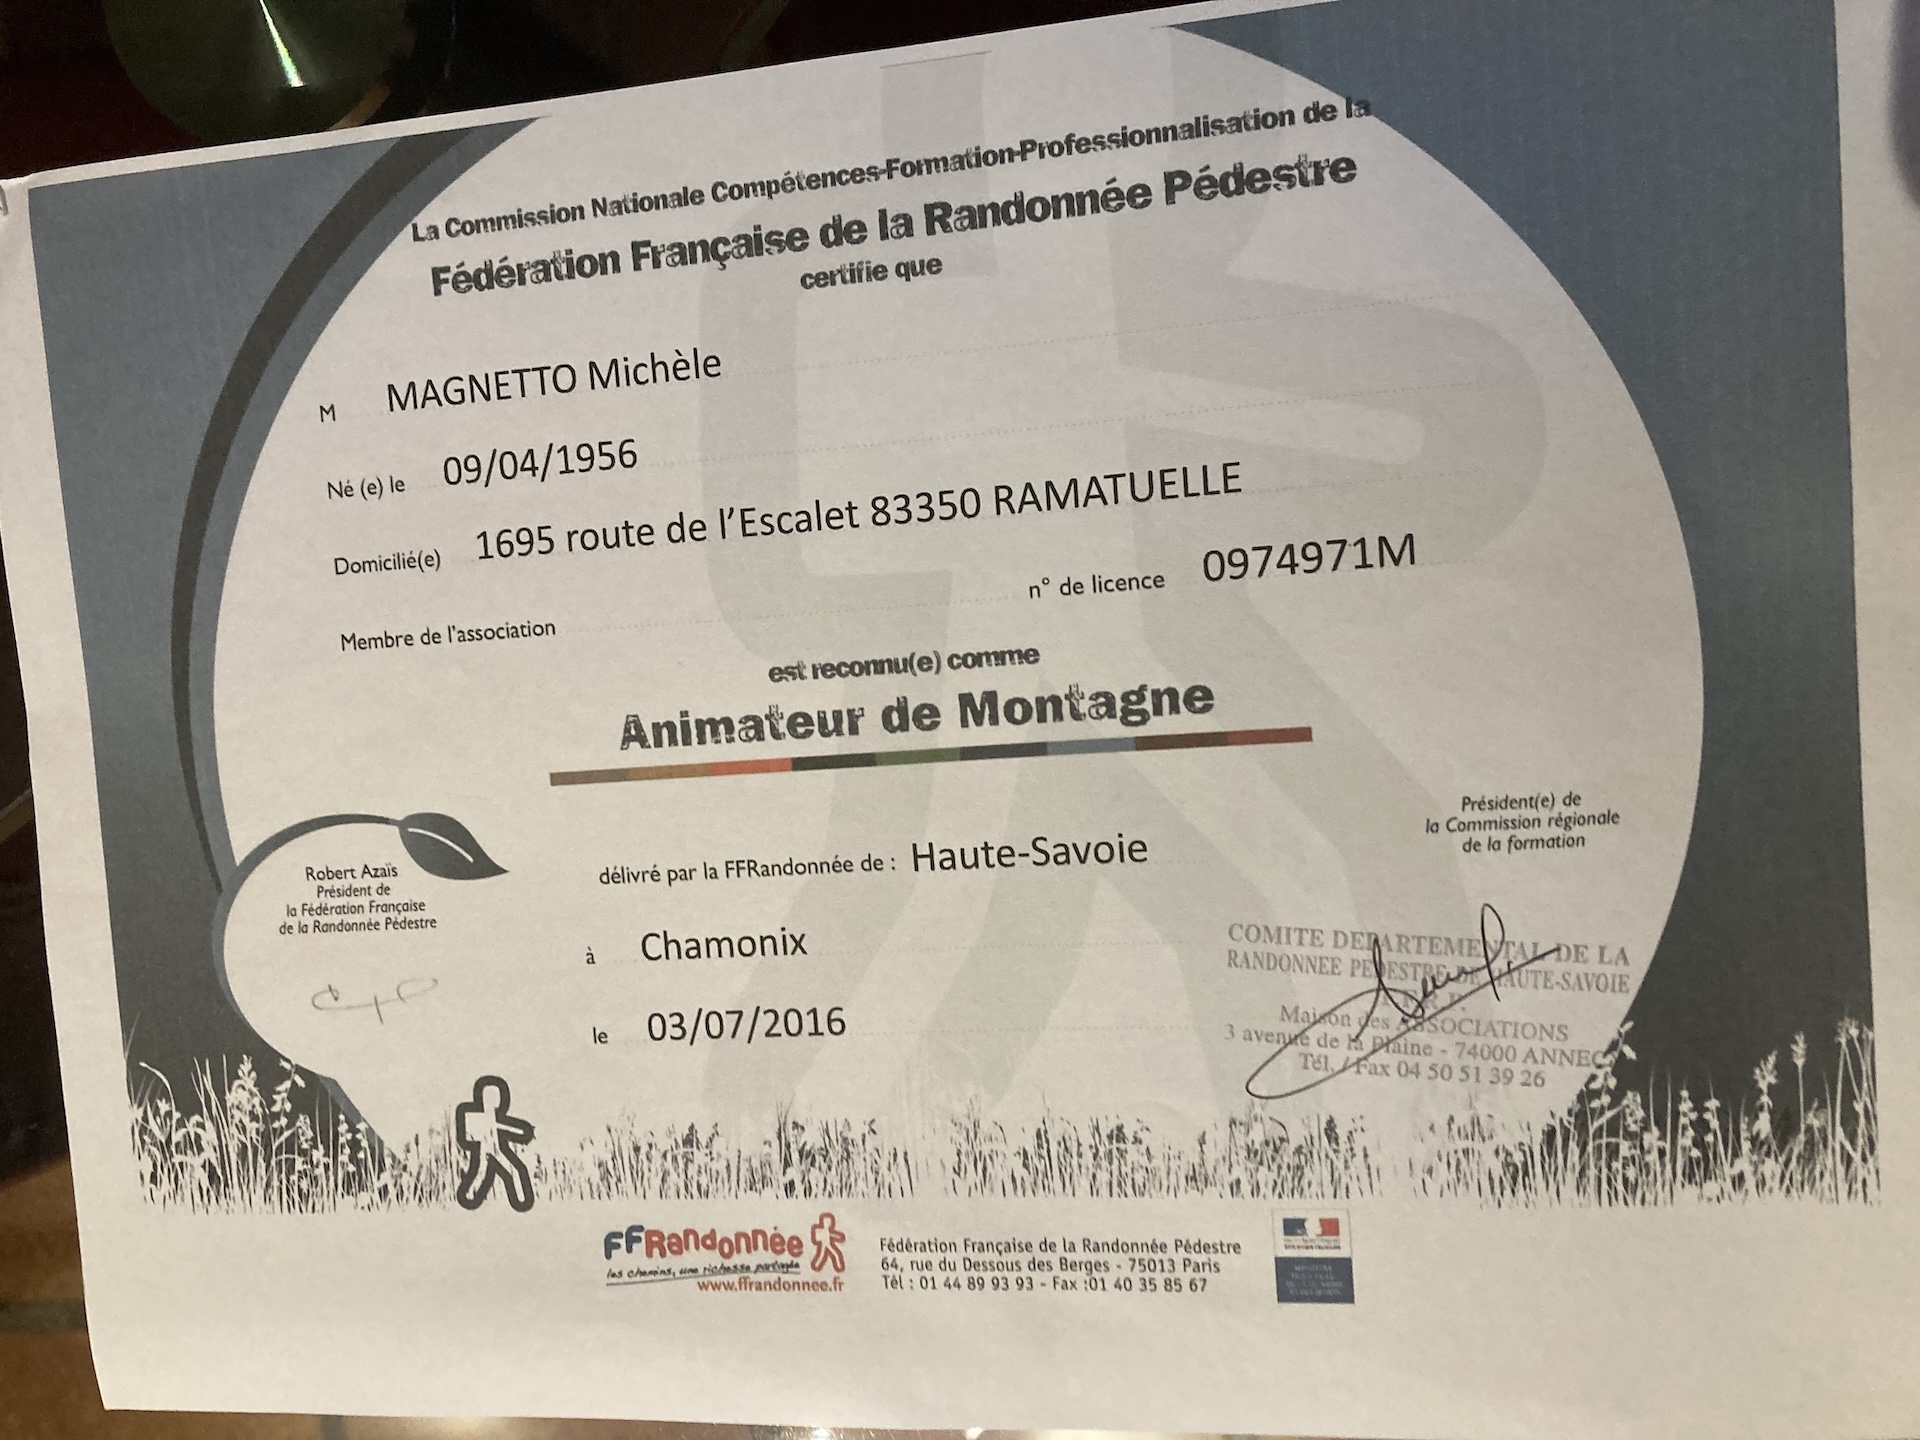 La Commission Nationale Compétences-Formation-Professionnalisation de la
Fédération Française de la Randonnée Pédestre
certifie que
M MAGNETTO Michèle
Né (e) le 09/04/1956
Domicilié(e) 1695 route de l'Escalet 83350 RAMATUELLE
n° de licence 0974971M
Membre de l'association
est reconnu(e) comme
Animateur de Montagne
Robert Azaïs
Président de
la Fédération Française
de la Randonnée Pédestre
délivré par la FFRandonnée de : Haute-Savoie
à Chamonix
le 03/07/2016
Président(e) de
la Commission régionale
de la formation
COMITE DEPARTEMENTAL DE LA
RANDONNEE PEDESTRE DE HAUTE-SAVOIE
Maison des ASSOCIATIONS
3 avenue de la Plaine - 74000 ANNECY
Tél. / Fax 04 50 51 39 26
FFRandonnée
les chemins, une richesse partagée
www.ffrandonnee.fr
Fédération Française de la Randonnée Pédestre
64, rue du Dessous des Berges - 75013 Paris
Tél : 01 44 89 93 93 - Fax :01 40 35 85 67